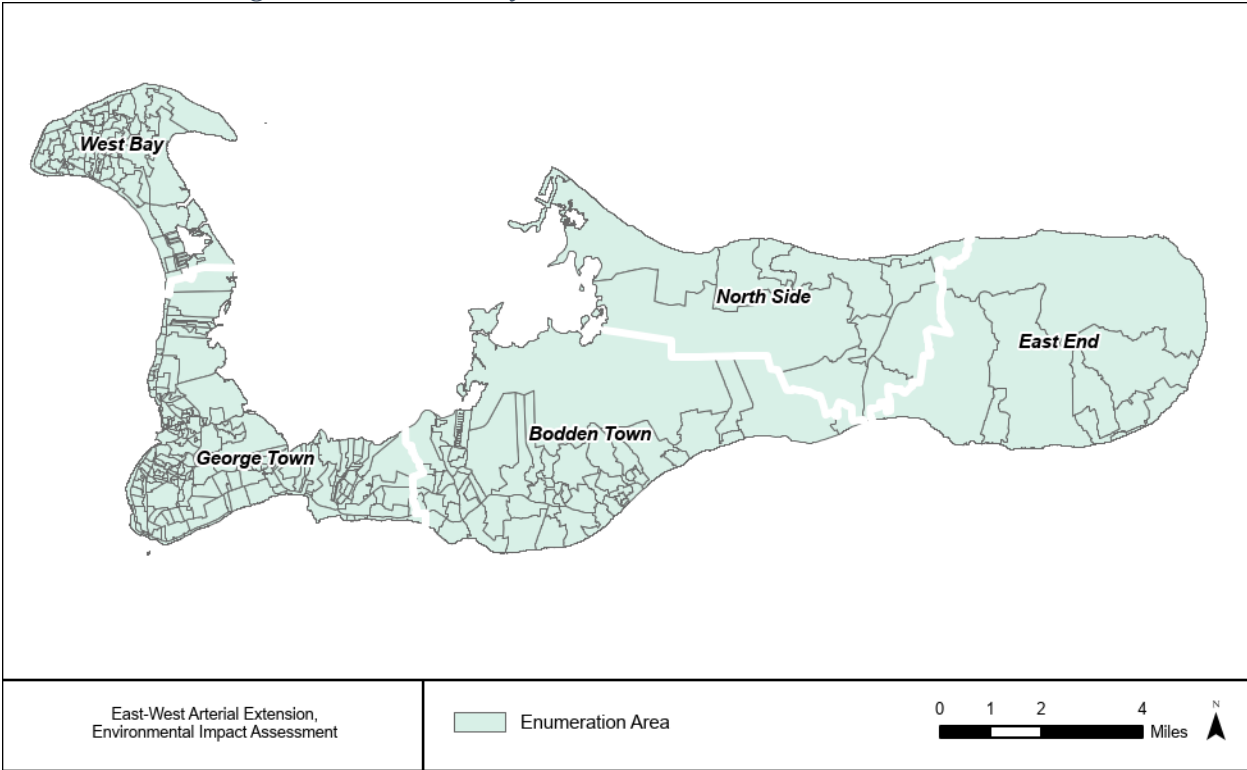 West Bay
North Side
East End
Bodden Town
George Town
East-West Arterial Extension,
Environmental Impact Assessment
Enumeration Area
0 1 2 4
Miles
N